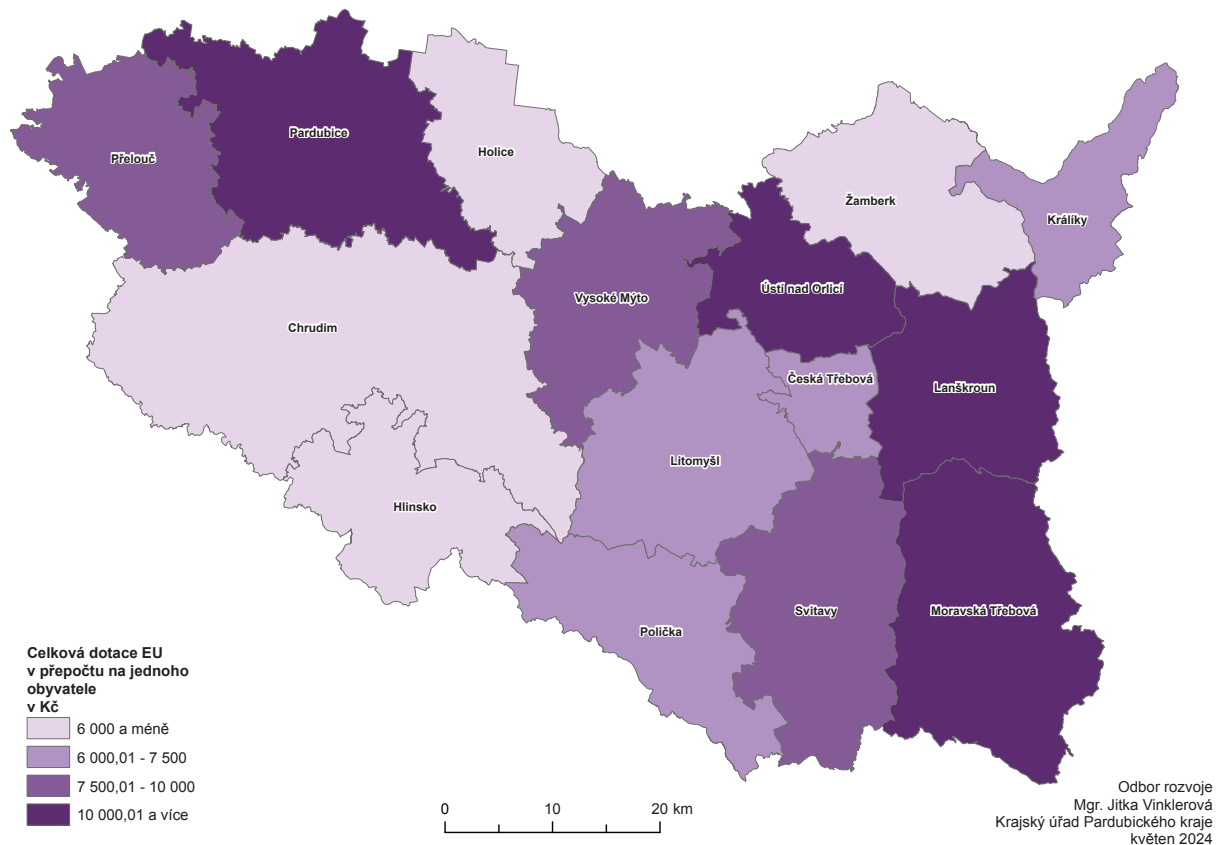 Pardubice
Holice
Přelouč
Žamberk
Králíky
Ústí nad Orlicí
Vysoké Mýto
Chrudim
Česká Třebová
Lanškroun
Litomyšl
Hlinsko
Svitavy
Moravská Třebová
Polička
Celková dotace EU
v přepočtu na jednoho
obyvatele
v Kč
6 000 a méně
6 000,01 - 7 500
7 500,01 - 10 000
10 000,01 a více
0 10 20 km
Odbor rozvoje
Mgr. Jitka Vinklerová
Krajský úřad Pardubického kraje
květen 2024